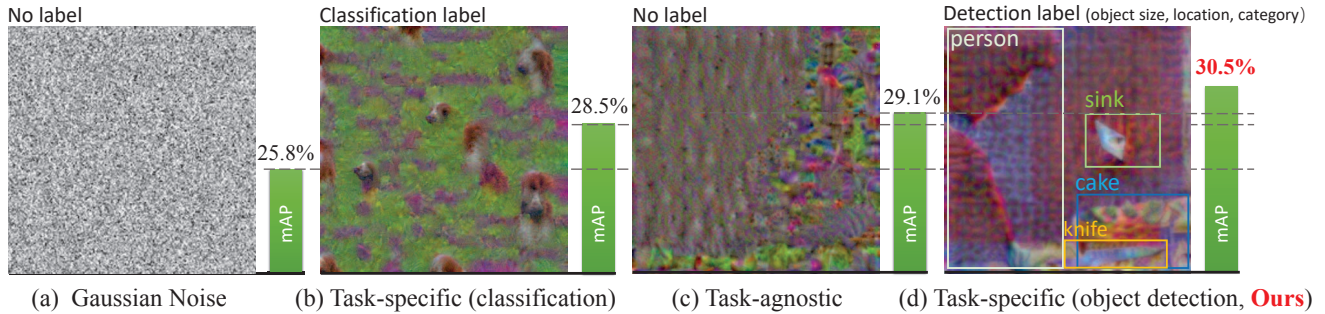 No label
Classification label
No label
Detection label (object size, location, category)
person
30.5%
29.1%
28.5%
25.8%
sink
cake
knife
mAP
mAP
mAP
mAP
(a) Gaussian Noise
(b) Task-specific (classification)
(c) Task-agnostic
(d) Task-specific (object detection, Ours)